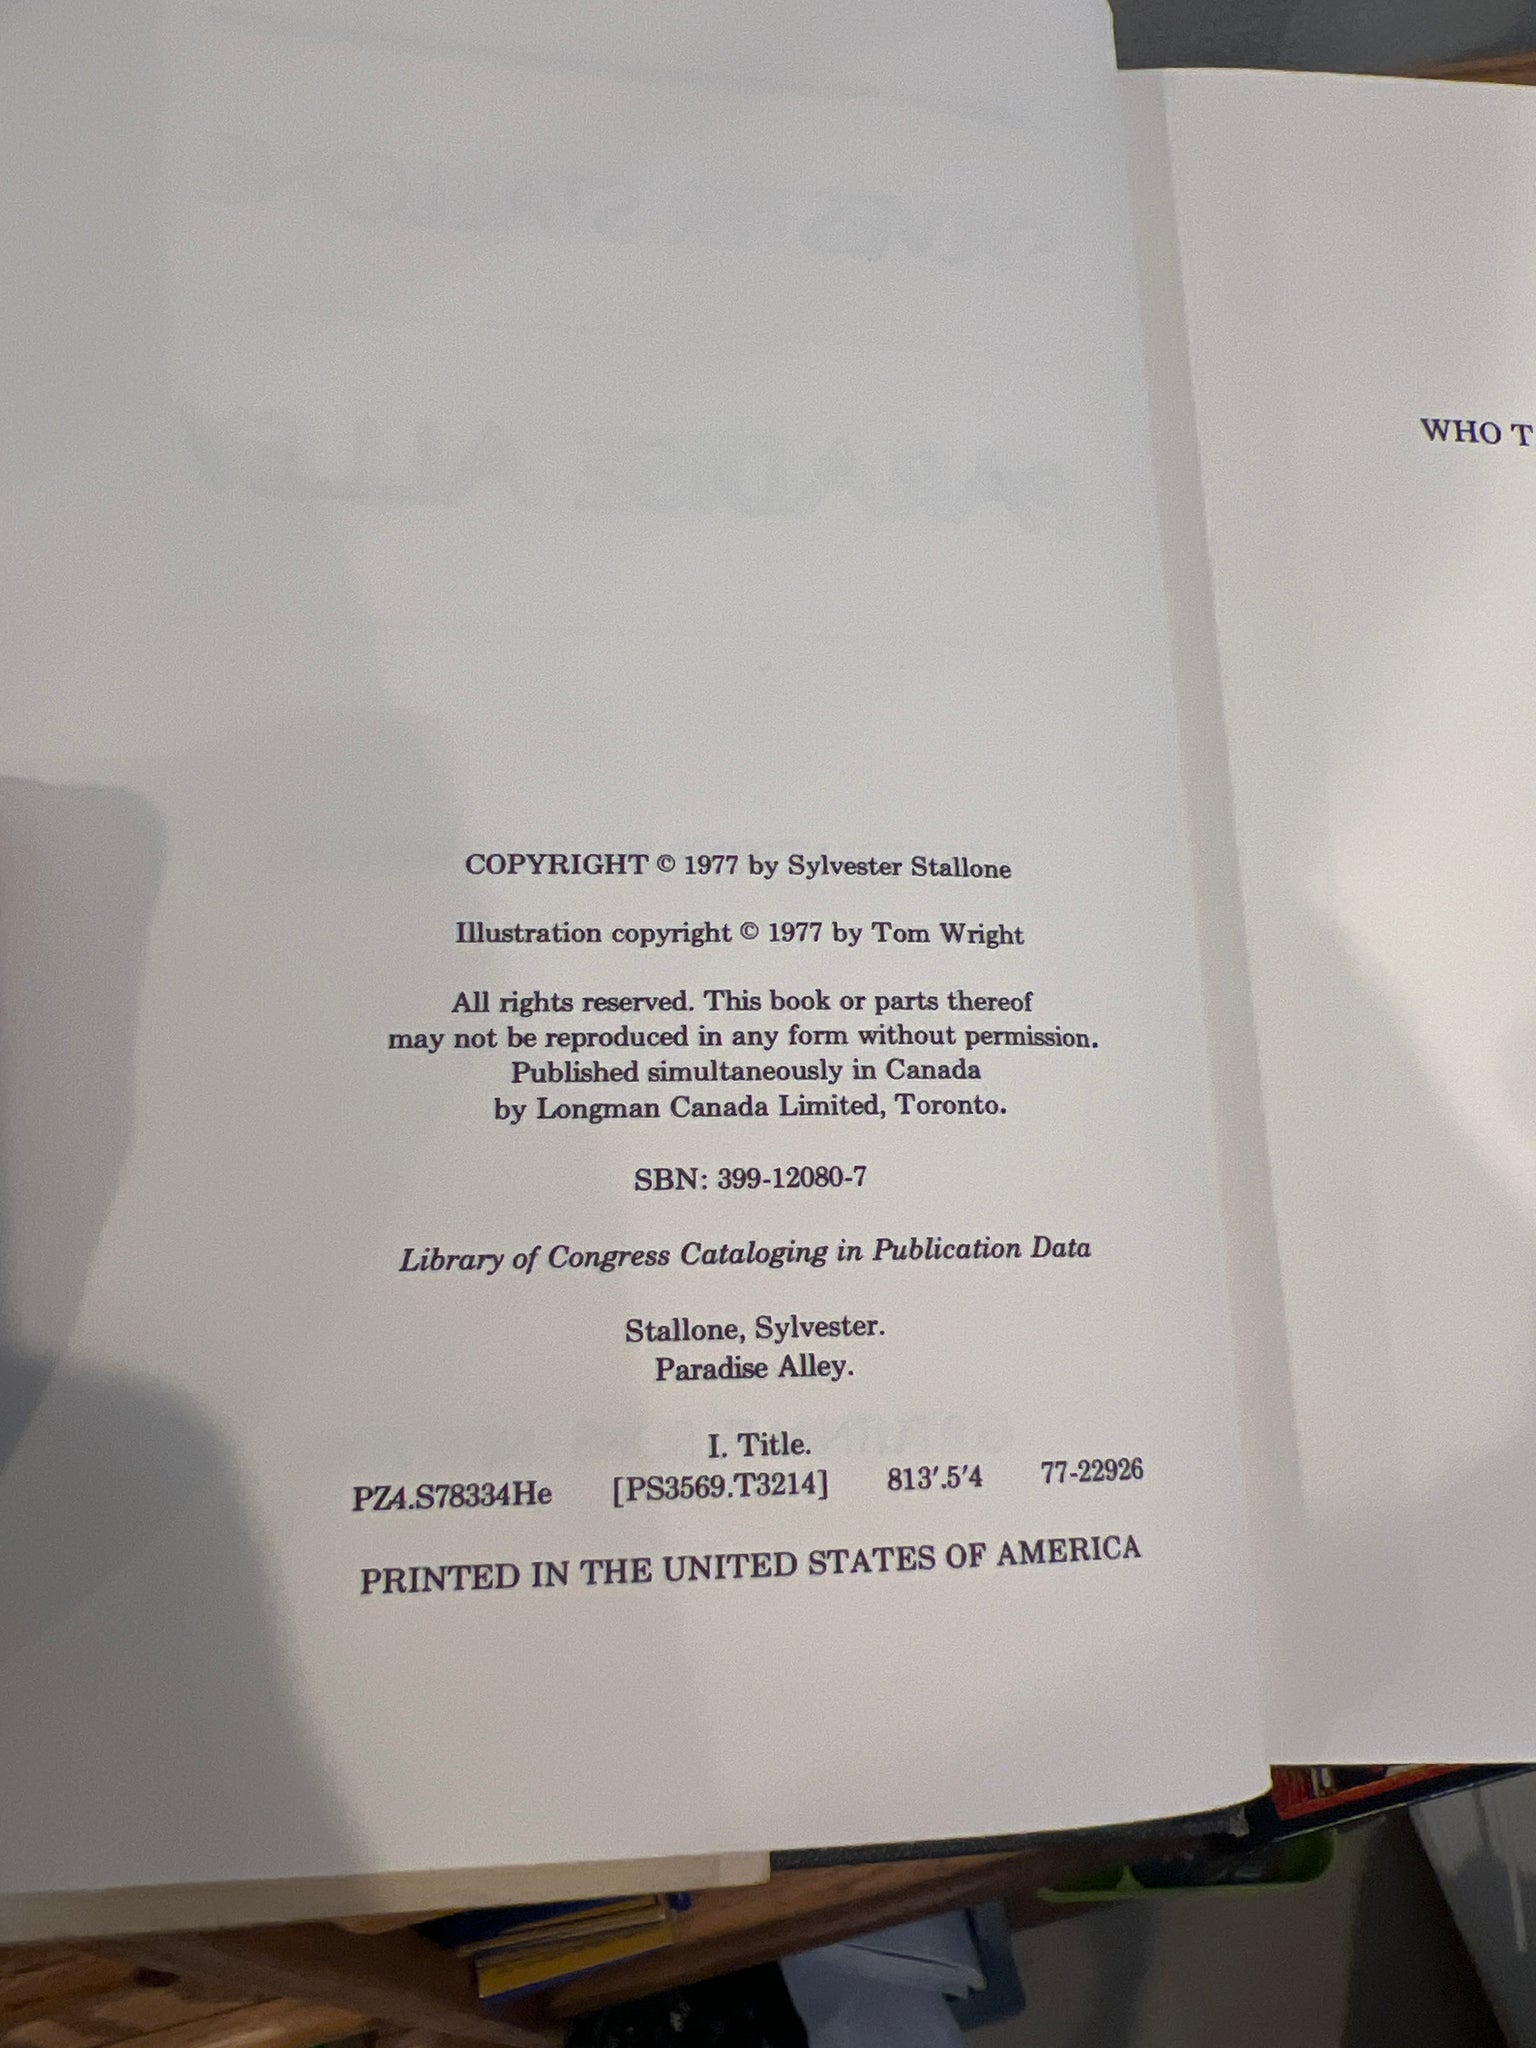 WHO T
COPYRIGHT © 1977 by Sylvester Stallone
Illustration copyright © 1977 by Tom Wright
All rights reserved. This book or parts thereof
may not be reproduced in any form without permission.
Published simultaneously in Canada
by Longman Canada Limited, Toronto.
SBN: 399-12080-7
Library of Congress Cataloging in Publication Data
Stallone, Sylvester.
Paradise Alley.
I. Title.
PZ4.S78334He [PS3569.T3214] 813'.5'4 77-22926
PRINTED IN THE UNITED STATES OF AMERICA